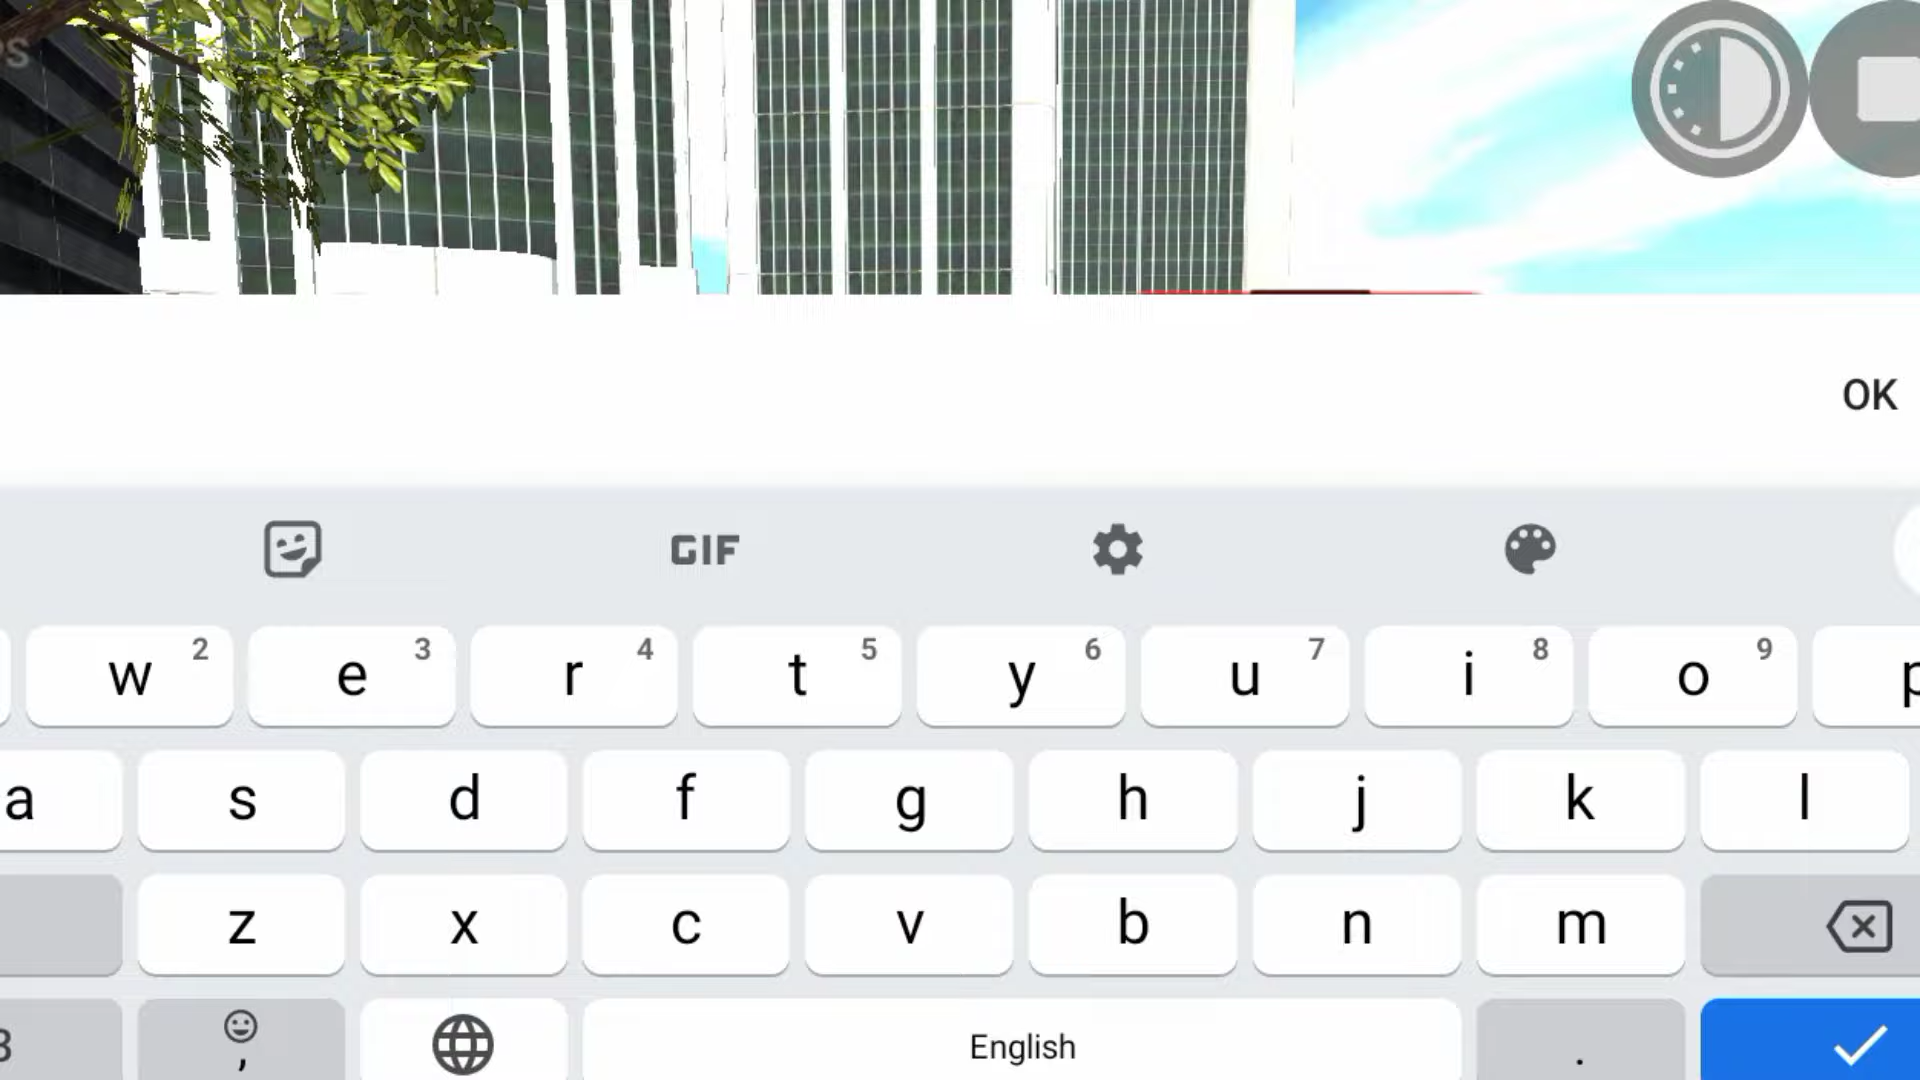 OK
GIF
w 2 e 3 r 4 t 5 y 6 u 7 i 8 o 9 p
a s d f g h j k l
z x c v b n m
, English .